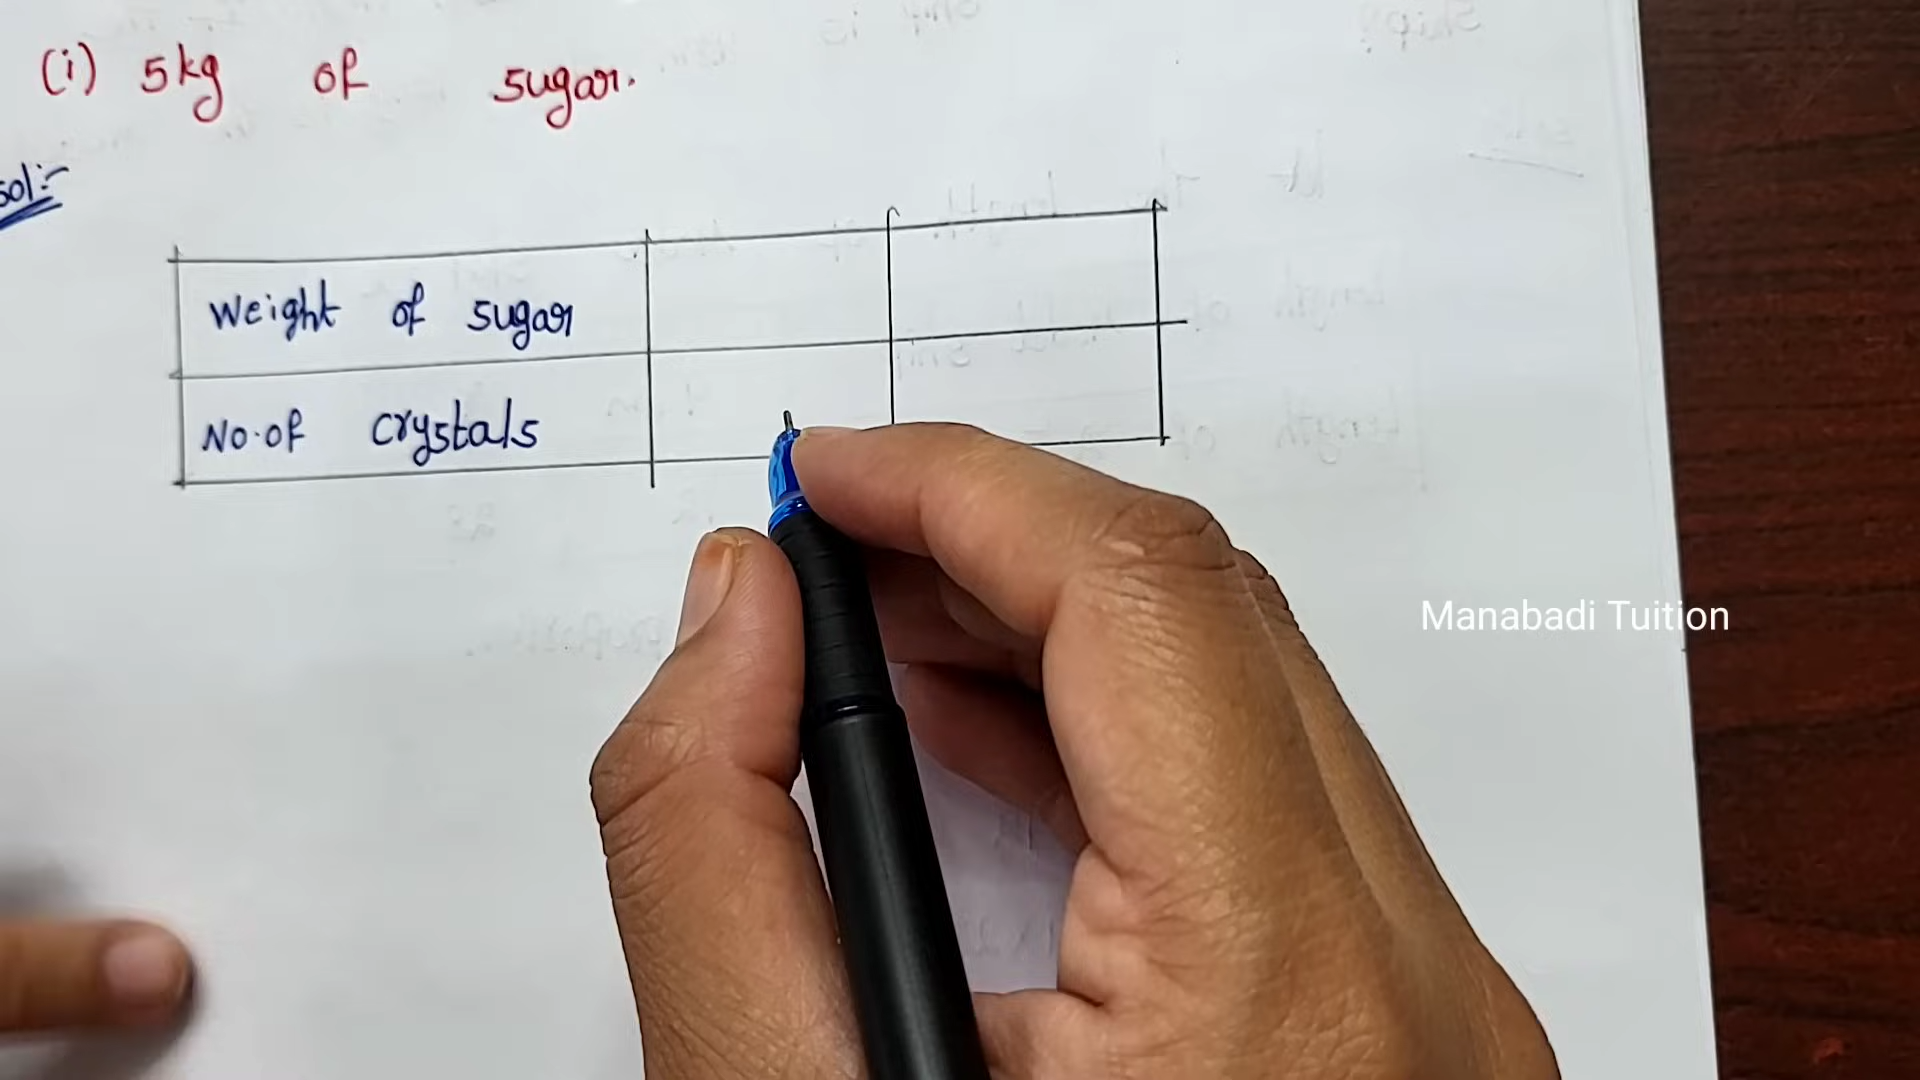 (i) 5kg of sugar.
sol:-
Weight of sugar
No.of crystals
Manabadi Tuition